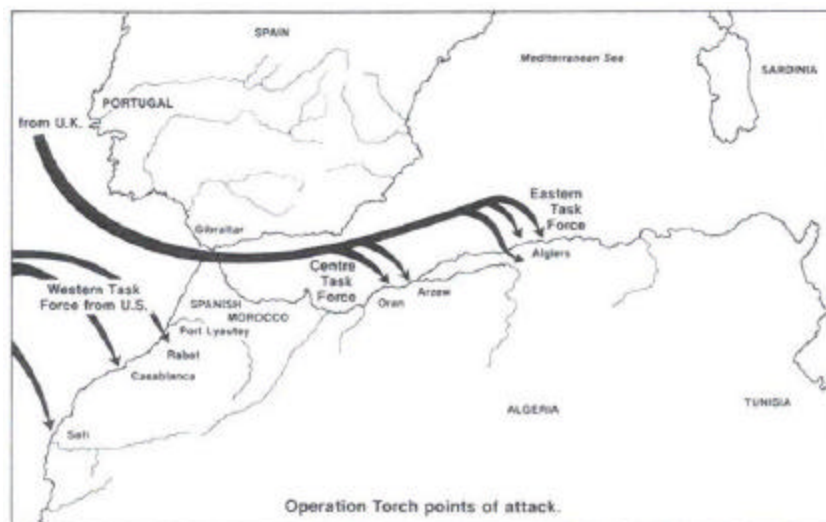 SPAIN
Mediterranean Sea
SARDINIA
PORTUGAL
from U.K.
Eastern
Task
Force
Gibraltar
Algiers
Centre
Task
Force
Western Task
Force from U.S.
SPANISH
MOROCCO
Oran
Arzew
Port Lyautey
Rabat
Casablanca
Safi
ALGERIA
TUNISIA
Operation Torch points of attack.